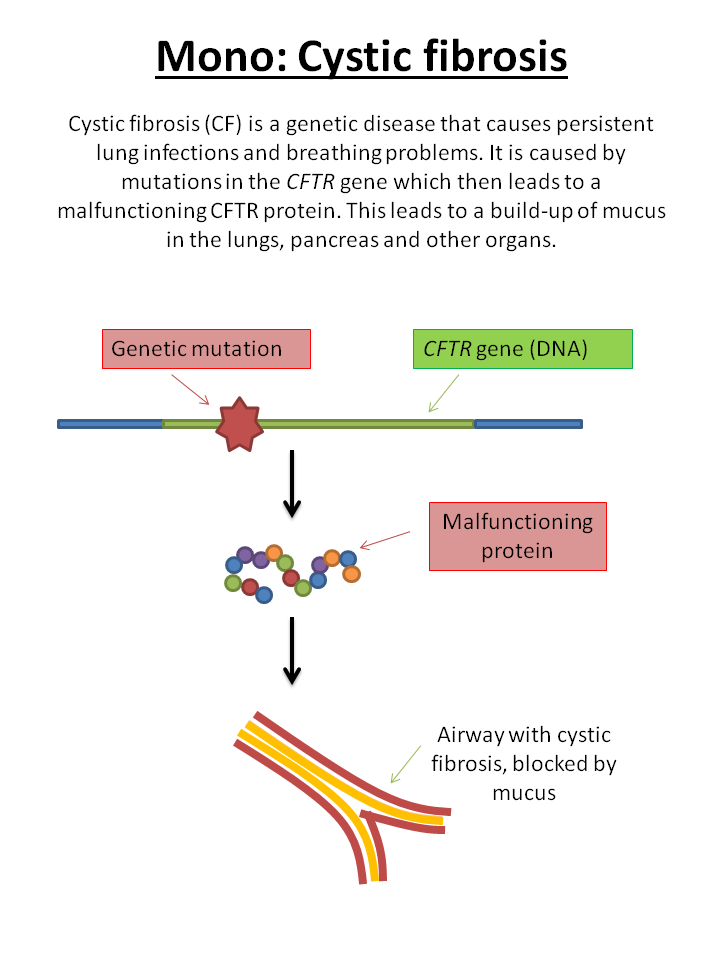 Mono: Cystic fibrosis
Cystic fibrosis (CF) is a genetic disease that causes persistent
lung infections and breathing problems. It is caused by
mutations in the CFTR gene which then leads to a
malfunctioning CFTR protein. This leads to a build-up of mucus
in the lungs, pancreas and other organs.
Genetic mutation
CFTR gene (DNA)
Malfunctioning
protein
Airway with cystic
fibrosis, blocked by
mucus